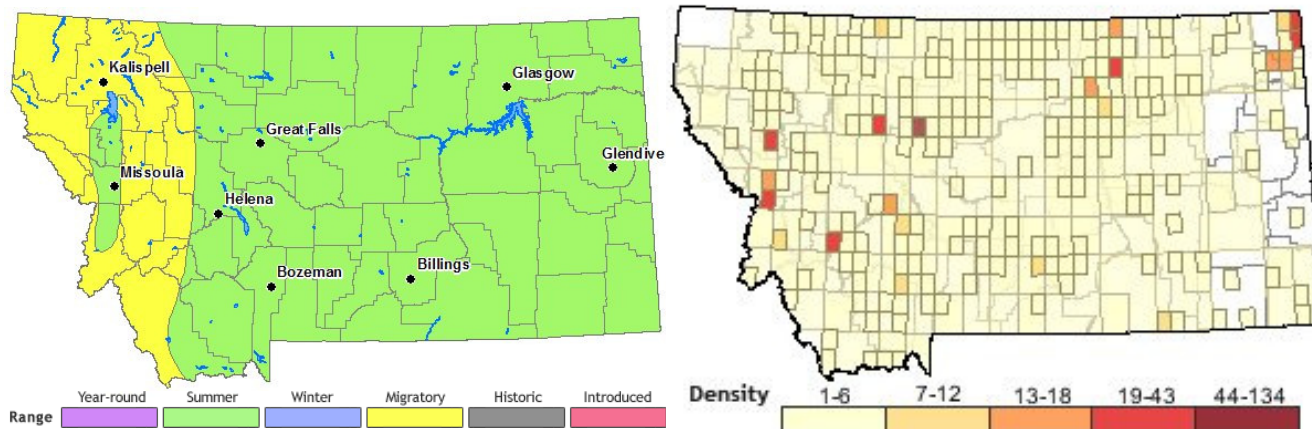 Kalispell
Glasgow
Great Falls
Glendive
Missoula
Helena
Bozeman
Billings
Range Year-round Summer Winter Migratory Historic Introduced
Density 1-6 7-12 13-18 19-43 44-134